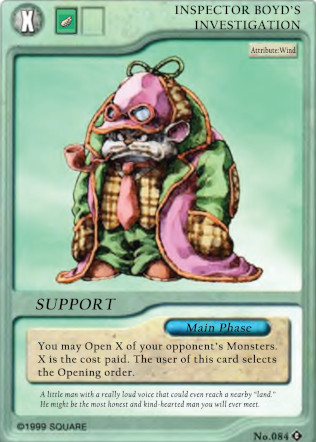 INSPECTOR BOYD'S
INVESTIGATION
X
Attribute:Wind
SUPPORT
Main Phase
You may Open X of your opponent's Monsters.
X is the cost paid. The user of this card selects
the Opening order.
A little man with a really loud voice that could even reach a nearby "land."
He might be the most honest and kind-hearted man you will ever meet.
©1999 SQUARE
No.084 C